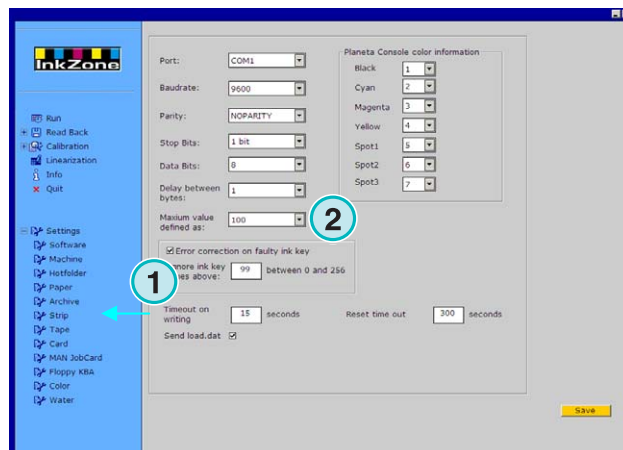 InkZone
Run
Read Back
Calibration
Linearization
Info
Quit
Settings
Software
Machine
Hotfolder
Paper
Archive
Strip
Tape
Card
MAN JobCard
Floppy KBA
Color
Water
Port: COM1
Baudrate: 9600
Parity: NOPARITY
Stop Bits: 1 bit
Data Bits: 8
Delay between bytes: 1
Maxium value defined as: 100
Planeta Console color information
Black 1
Cyan 2
Magenta 3
Yellow 4
Spot1 5
Spot2 6
Spot3 7
2
Error correction on faulty ink key
ink key
above: 99 between 0 and 256
1
Timeout on writing 15 seconds
Reset time out 300 seconds
Send load.dat
Save